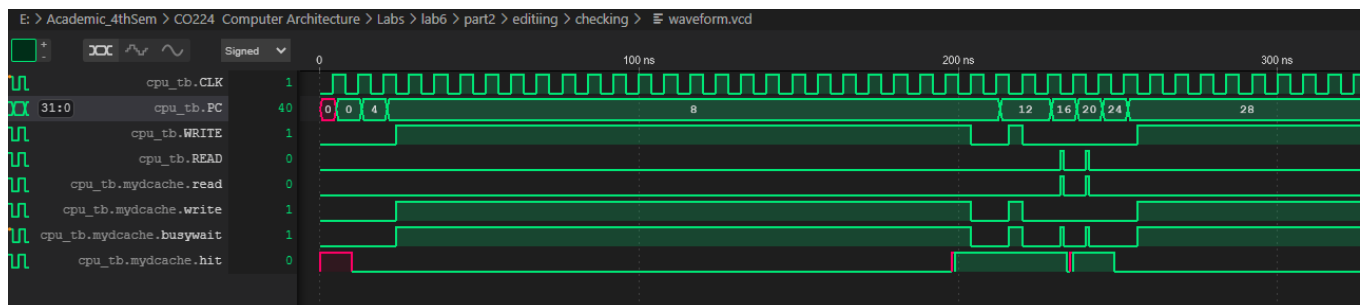 E: > Academic_4thSem > CO224 Computer Architecture > Labs > lab6 > part2 > editiing > checking > waveform.vcd
+
-
Signed
0
100 ns
200 ns
300 ns
cpu_tb.CLK 1
31:0 cpu_tb.PC 40 0 0 4 8 12 16 20 24 28
cpu_tb.WRITE 1
cpu_tb.READ 0
cpu_tb.mydcache.read 0
cpu_tb.mydcache.write 1
cpu_tb.mydcache.busywait 1
cpu_tb.mydcache.hit 0